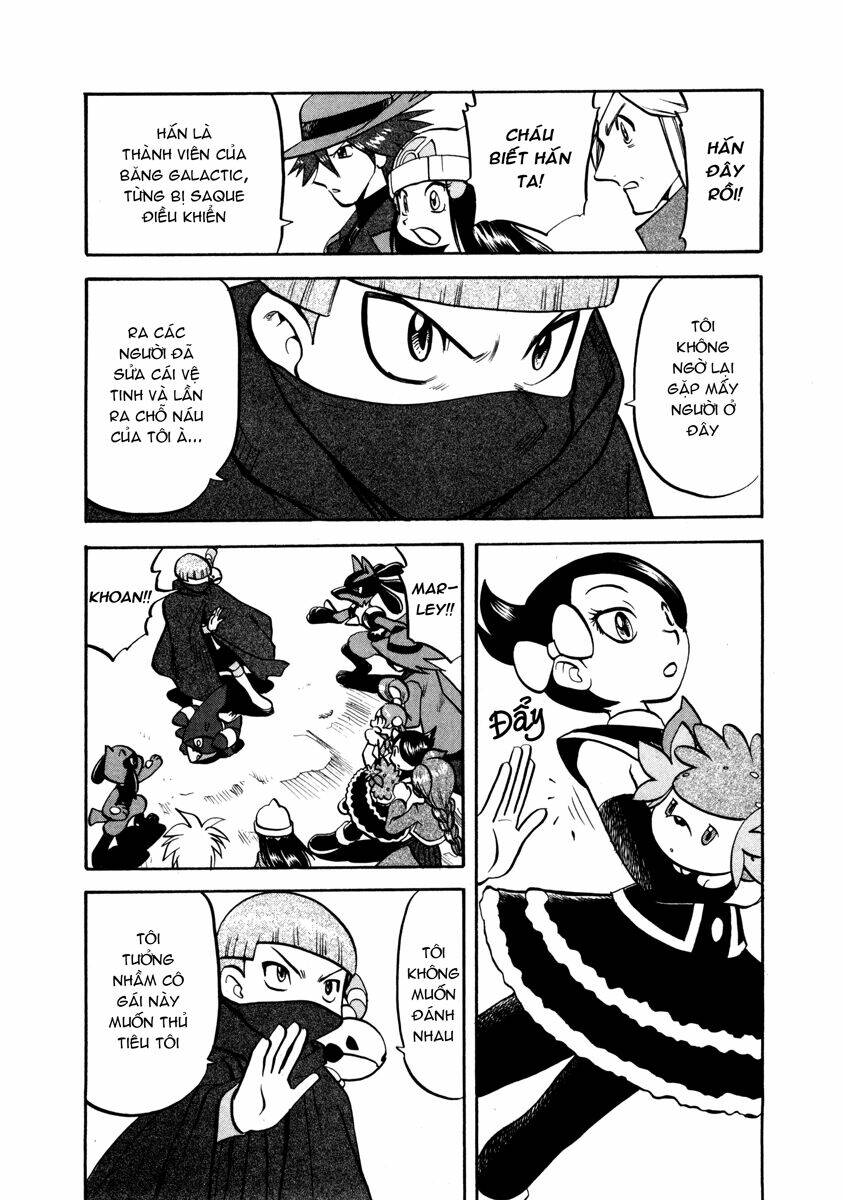 HẮN
ĐÂY
RỒI!
CHÁU
BIẾT HẮN
TA!
HẮN LÀ
THÀNH VIÊN CỦA
BĂNG GALACTIC,
TỪNG BỊ SAQUE
ĐIỀU KHIỂN
TÔI
KHÔNG
NGỜ LẠI
GẶP MẤY
NGƯỜI Ở
ĐÂY
RA CÁC
NGƯỜI ĐÃ
SỬA CÁI VỆ
TINH VÀ LẦN
RA CHỖ NÁU
CỦA TÔI À...
ĐẨY
MAR-
LEY!!
KHOAN!!
TÔI
KHÔNG
MUỐN
ĐÁNH
NHAU
TÔI
TƯỞNG
NHẦM CÔ
GÁI NÀY
MUỐN THỦ
TIÊU TÔI